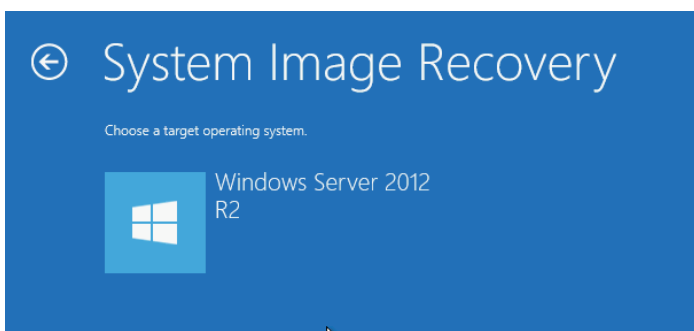 System Image Recovery
Choose a target operating system.
Windows Server 2012
R2